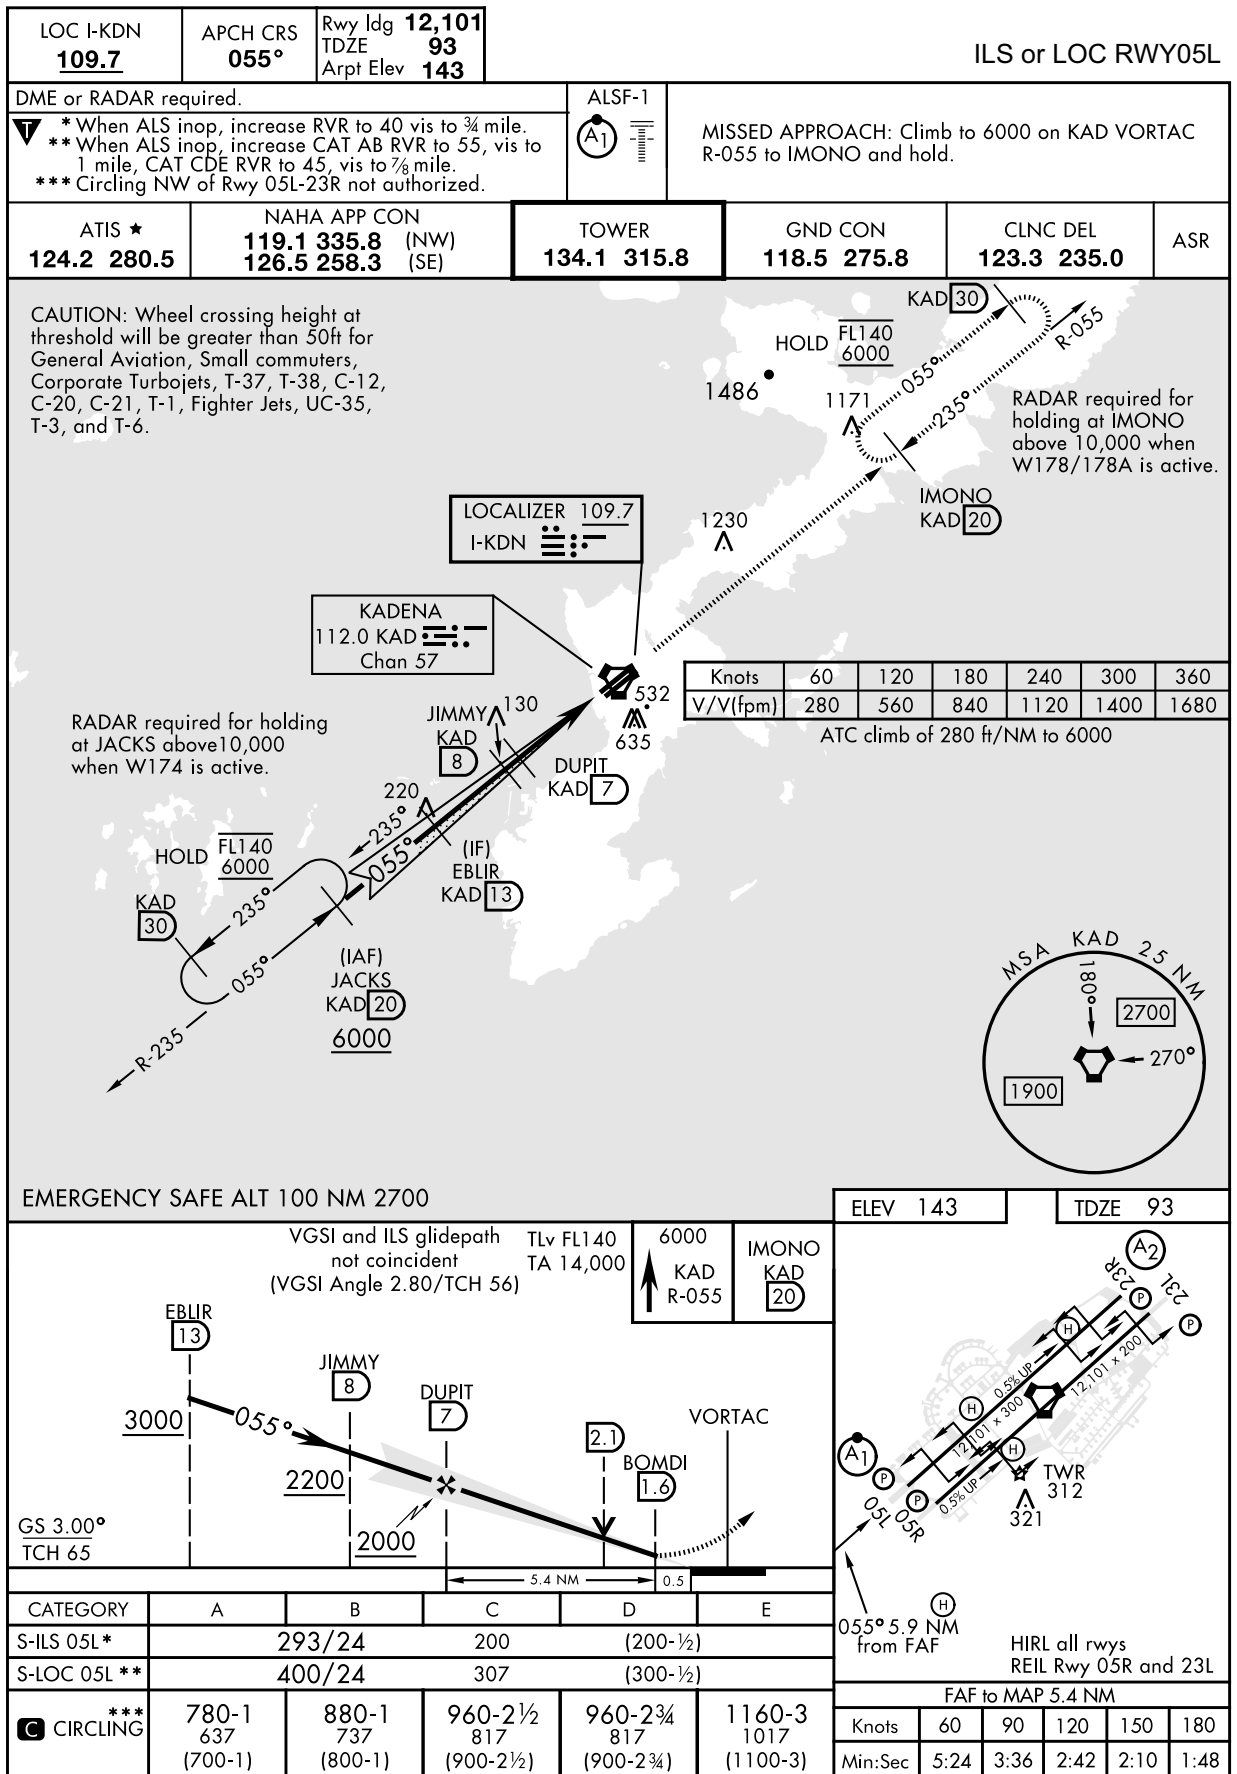 LOC I-KDN
109.7
APCH CRS
055°
Rwy ldg 12,101
TDZE 93
Arpt Elev 143
ILS or LOC RWY05L
DME or RADAR required.
T
* When ALS inop, increase RVR to 40 vis to ¾ mile.
** When ALS inop, increase CAT AB RVR to 55, vis to
1 mile, CAT CDE RVR to 45, vis to ⅞ mile.
*** Circling NW of Rwy 05L-23R not authorized.
ALSF-1
A1
MISSED APPROACH: Climb to 6000 on KAD VORTAC
R-055 to IMONO and hold.
ATIS ★
124.2 280.5
NAHA APP CON
119.1 335.8 (NW)
126.5 258.3 (SE)
TOWER
134.1 315.8
GND CON
118.5 275.8
CLNC DEL
123.3 235.0
ASR
CAUTION: Wheel crossing height at
threshold will be greater than 50ft for
General Aviation, Small commuters,
Corporate Turbojets, T-37, T-38, C-12,
C-20, C-21, T-1, Fighter Jets, UC-35,
T-3, and T-6.
KAD 30
HOLD FL140
6000
R-055
055°
235°
1486
1171
RADAR required for
holding at IMONO
above 10,000 when
W178/178A is active.
IMONO
KAD 20
LOCALIZER 109.7
I-KDN
1230
KADENA
112.0 KAD
Chan 57
Knots 60 120 180 240 300 360
V/V(fpm) 280 560 840 1120 1400 1680
ATC climb of 280 ft/NM to 6000
532
635
RADAR required for holding
at JACKS above10,000
when W174 is active.
JIMMY
KAD
8
130
DUPIT
KAD 7
220
235°
055°
(IF)
EBLIR
KAD 13
HOLD FL140
6000
KAD
30
235°
055°
(IAF)
JACKS
KAD 20
6000
R-235
MSA KAD 25 NM
180°
2700
270°
1900
EMERGENCY SAFE ALT 100 NM 2700
ELEV 143
TDZE 93
VGSI and ILS glidepath
not coincident
(VGSI Angle 2.80/TCH 56)
TLv FL140
TA 14,000
6000
KAD
R-055
IMONO
KAD
20
EBLIR
13
JIMMY
8
DUPIT
7
2.1
BOMDI
1.6
VORTAC
3000
055°
2200
2000
GS 3.00°
TCH 65
5.4 NM
0.5
A2
23R
23L
P
P
H
0.5% UP
12,101 x 200
H
12,101 x 300
H
A1
P
P
05L
05R
0.5% UP
TWR
312
321
055° 5.9 NM
from FAF
H
HIRL all rwys
REIL Rwy 05R and 23L
CATEGORY A B C D E
S-ILS 05L* 293/24 200 (200-½)
S-LOC 05L ** 400/24 307 (300-½)
C CIRCLING ***
780-1
637
(700-1)
880-1
737
(800-1)
960-2½
817
(900-2½)
960-2¾
817
(900-2¾)
1160-3
1017
(1100-3)
FAF to MAP 5.4 NM
Knots 60 90 120 150 180
Min:Sec 5:24 3:36 2:42 2:10 1:48